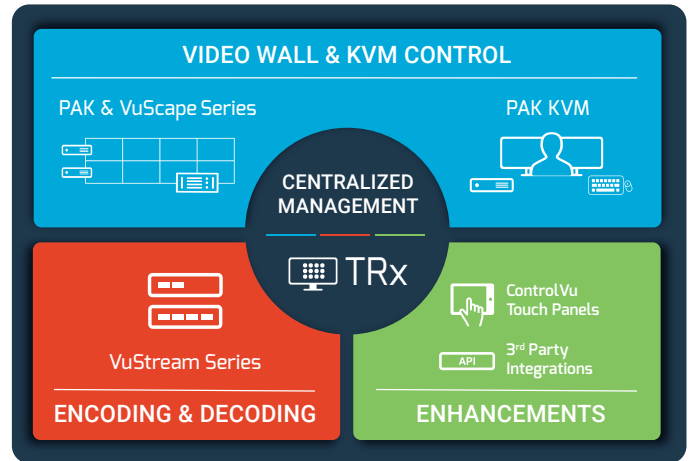 VIDEO WALL & KVM CONTROL
PAK & VuScape Series
PAK KVM
CENTRALIZED
MANAGEMENT
TRx
VuStream Series
ENCODING & DECODING
ControlVu
Touch Panels
API
3rd Party
Integrations
ENHANCEMENTS